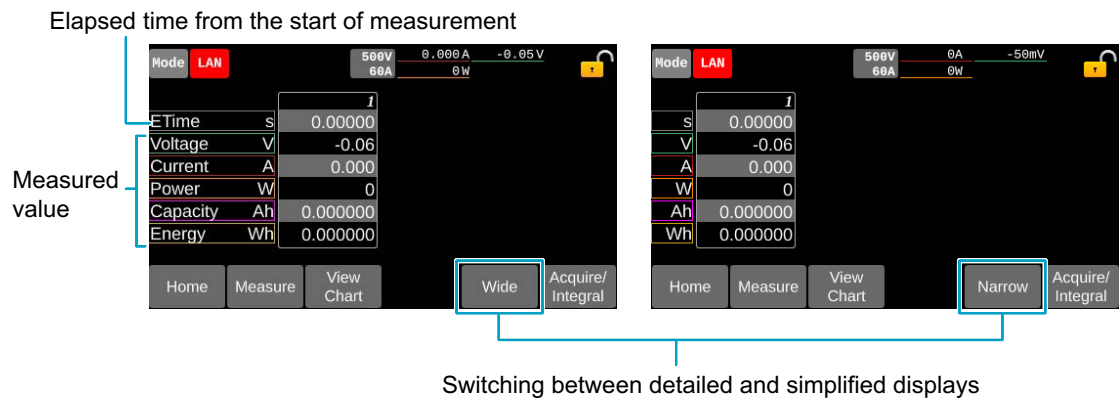 Elapsed time from the start of measurement
Mode LAN 500V 60A 0.000A -0.05V 0W
1
ETime s 0.00000
Voltage V -0.06
Current A 0.000
Power W 0
Capacity Ah 0.000000
Energy Wh 0.000000
Measured
value
Home Measure View Chart Wide Acquire/ Integral
Mode LAN 500V 60A 0A -50mV 0W
1
s 0.00000
V -0.06
A 0.000
W 0
Ah 0.000000
Wh 0.000000
Home Measure View Chart Narrow Acquire/ Integral
Switching between detailed and simplified displays